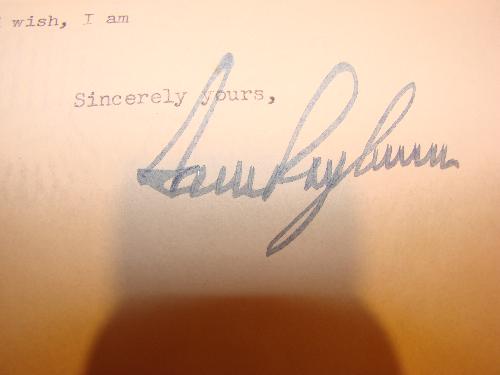 wish, I am
Sincerely yours,
Sam Rayburn